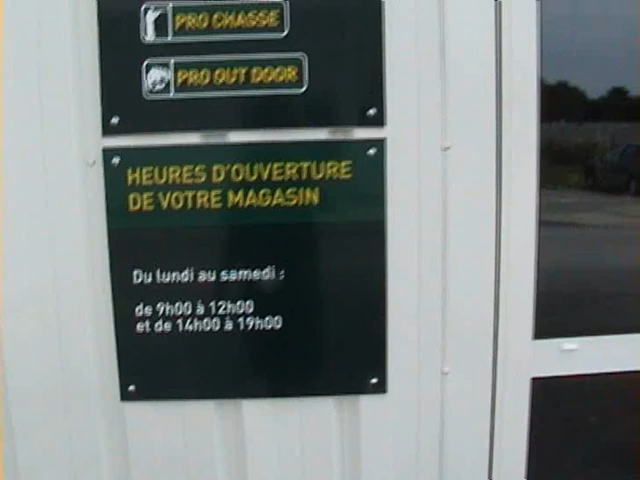 PRO CHASSE
PRO OUT DOOR
HEURES D'OUVERTURE
DE VOTRE MAGASIN
Du lundi au samedi :
de 9h00 à 12h00
et de 14h00 à 19h00